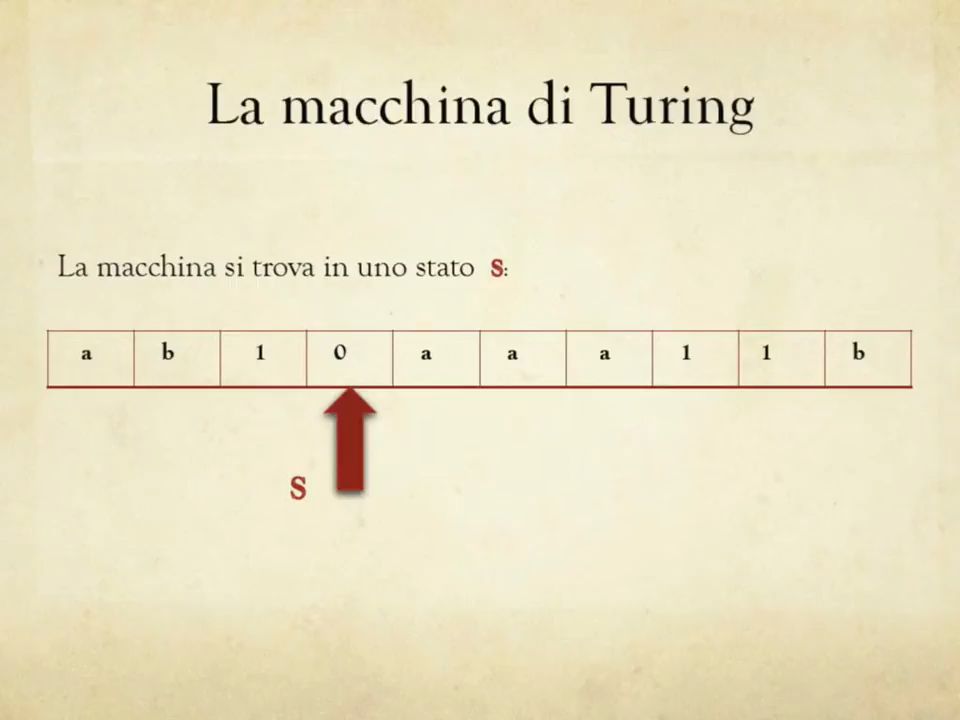 La macchina di Turing
La macchina si trova in uno stato s:
a b 1 0 a a a 1 1 b
s